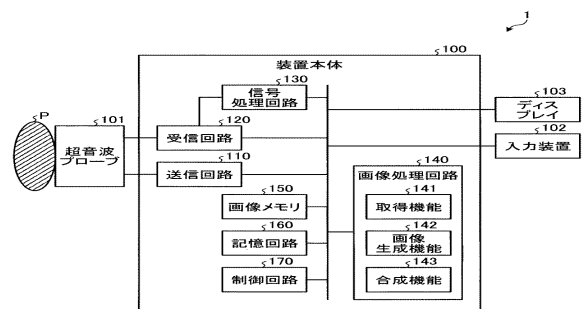 1
100
装置本体
130
信号
処理回路
103
ディス
プレイ
P
101
超音波
プローブ
120
受信回路
102
入力装置
110
送信回路
140
画像処理回路
141
取得機能
150
画像メモリ
142
画像
生成機能
160
記憶回路
143
合成機能
170
制御回路